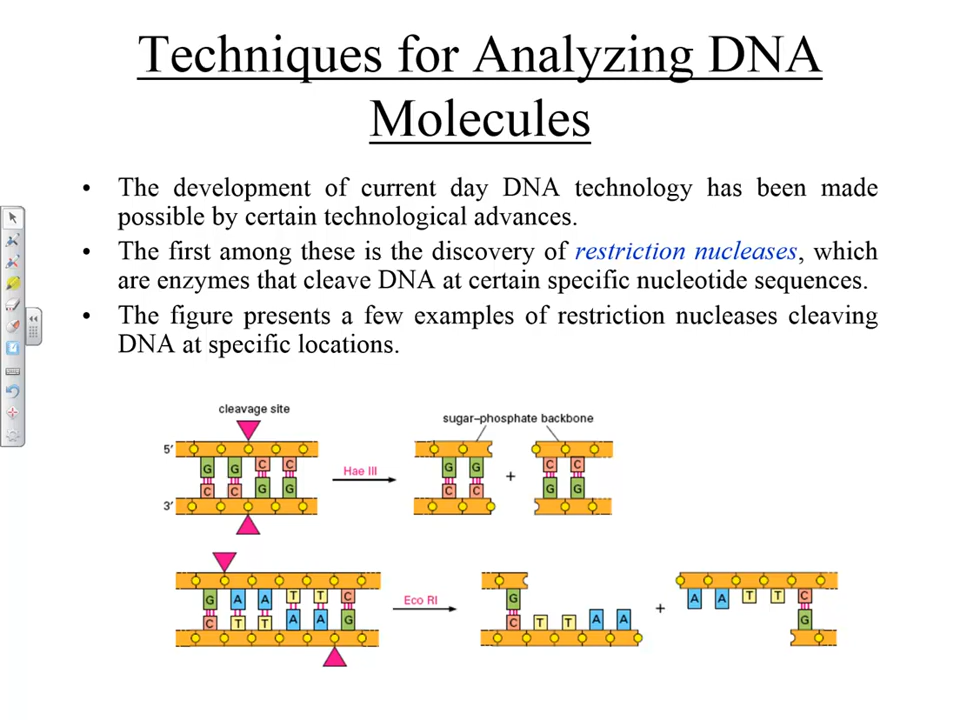 Techniques for Analyzing DNA
Molecules
• The development of current day DNA technology has been made
possible by certain technological advances.
• The first among these is the discovery of restriction nucleases, which
are enzymes that cleave DNA at certain specific nucleotide sequences.
• The figure presents a few examples of restriction nucleases cleaving
DNA at specific locations.
cleavage site
sugar–phosphate backbone
5′
G G C C
Hae III
G G + C C
C C G G
C C G G
3′
G A A T T C
Eco RI
C T T A A G
G
C T T A A
+
A A T T C
G